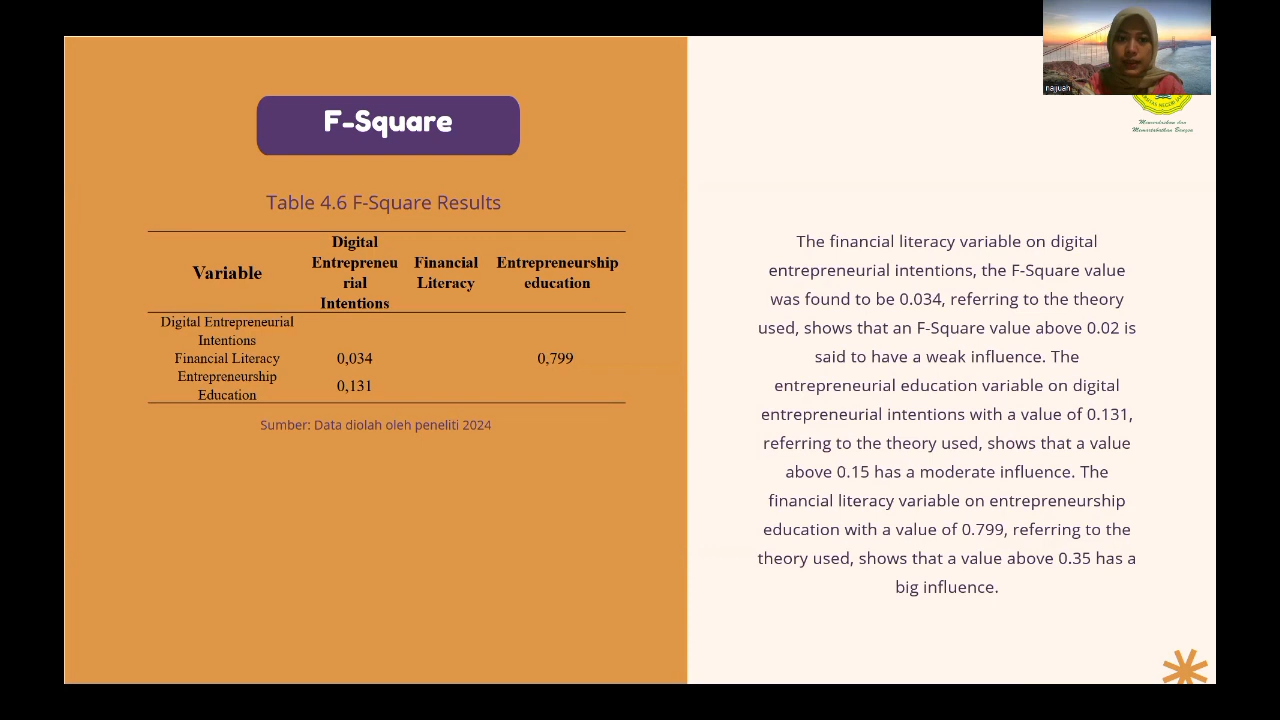 F-Square
Table 4.6 F-Square Results
Variable
Digital
Entrepreneu
rial
Intentions
Financial
Literacy
Entrepreneurship
education
Digital Entrepreneurial
Intentions
Financial Literacy 0,034 0,799
Entrepreneurship
Education
0,131
Sumber: Data diolah oleh peneliti 2024
najjuah
Mencerdaskan dan
Memartabatkan Bangsa
The financial literacy variable on digital
entrepreneurial intentions, the F-Square value
was found to be 0.034, referring to the theory
used, shows that an F-Square value above 0.02 is
said to have a weak influence. The
entrepreneurial education variable on digital
entrepreneurial intentions with a value of 0.131,
referring to the theory used, shows that a value
above 0.15 has a moderate influence. The
financial literacy variable on entrepreneurship
education with a value of 0.799, referring to the
theory used, shows that a value above 0.35 has a
big influence.